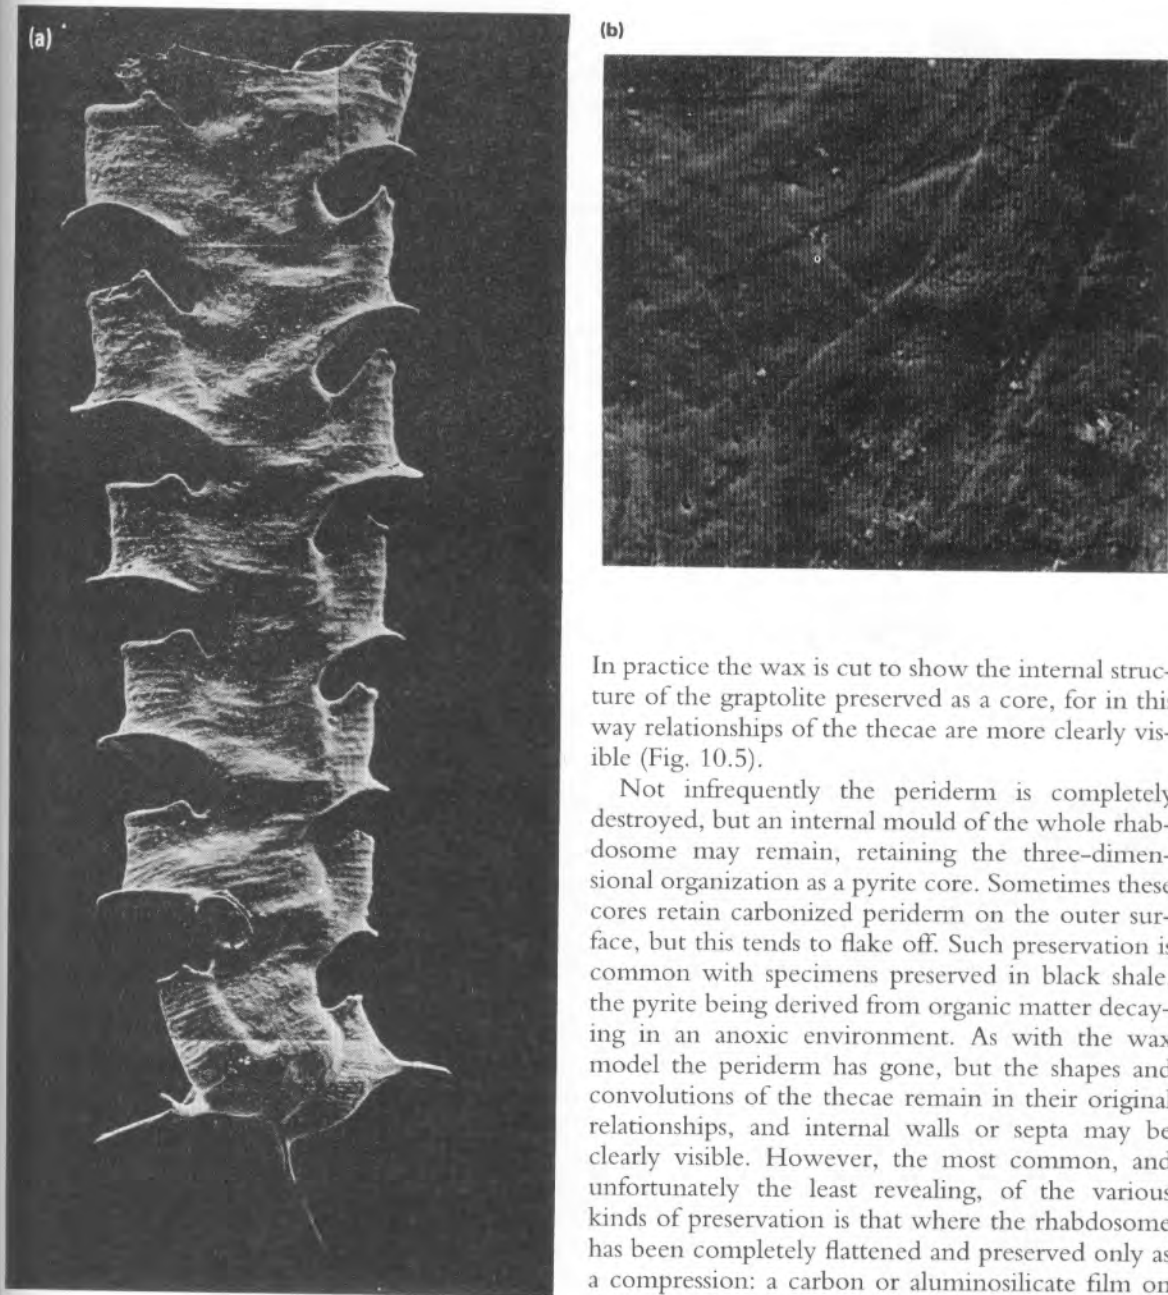 (a)
(b)
In practice the wax is cut to show the internal struc-
ture of the graptolite preserved as a core, for in this
way relationships of the thecae are more clearly vis-
ible (Fig. 10.5).
Not infrequently the periderm is completely
destroyed, but an internal mould of the whole rhab-
dosome may remain, retaining the three-dimen-
sional organization as a pyrite core. Sometimes these
cores retain carbonized periderm on the outer sur-
face, but this tends to flake off. Such preservation is
common with specimens preserved in black shale
the pyrite being derived from organic matter decay-
ing in an anoxic environment. As with the wax
model the periderm has gone, but the shapes and
convolutions of the thecae remain in their original
relationships, and internal walls or septa may be
clearly visible. However, the most common, and
unfortunately the least revealing, of the various
kinds of preservation is that where the rhabdosome
has been completely flattened and preserved only as
a compression: a carbon or aluminosilicate film on